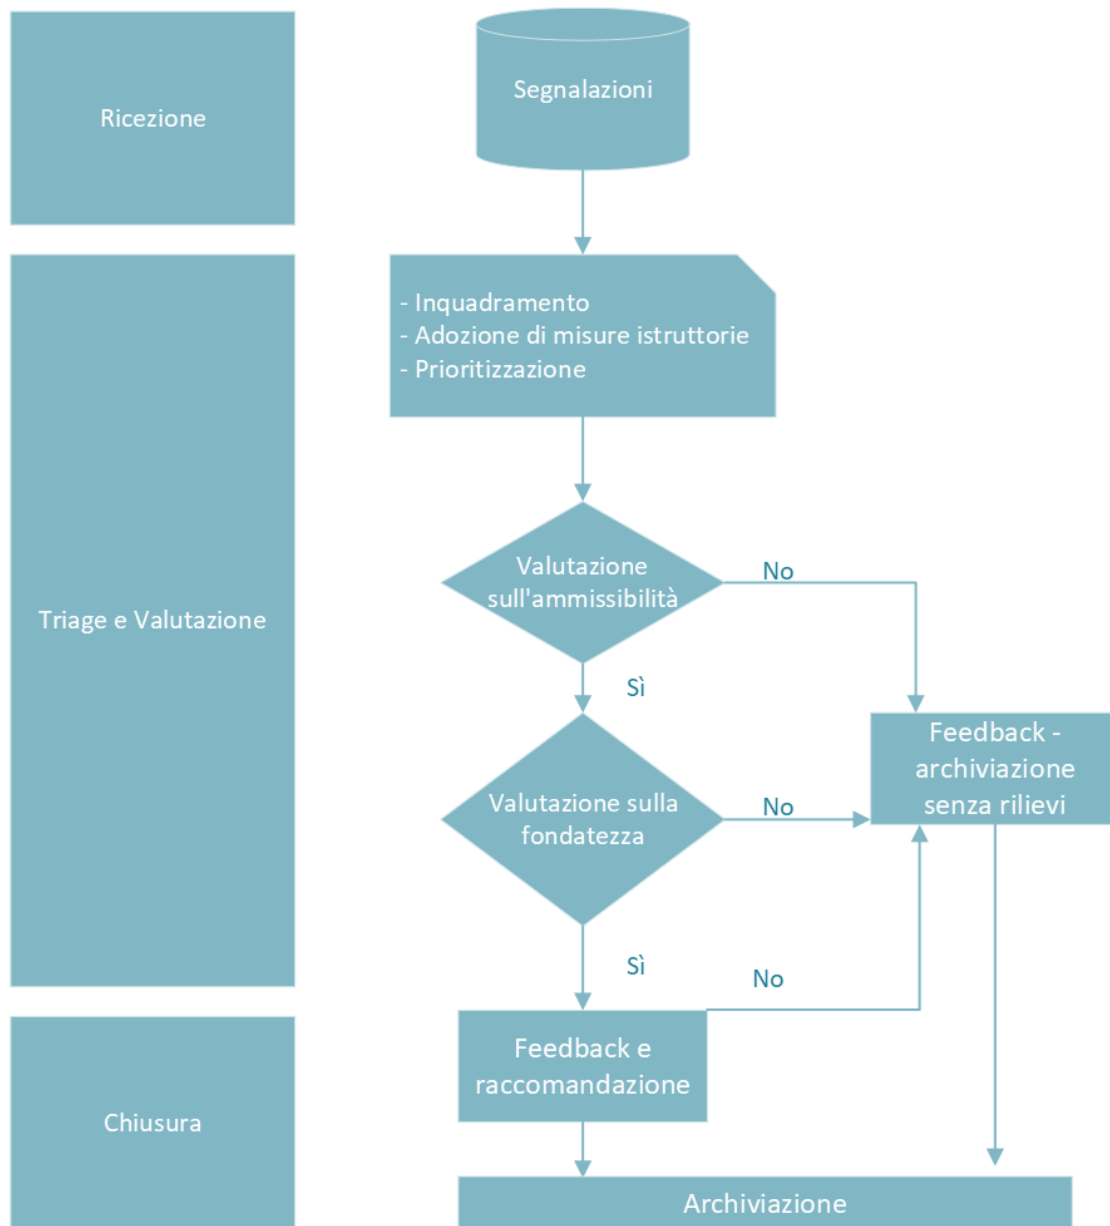 Ricezione
Segnalazioni
- Inquadramento
- Adozione di misure istruttorie
- Prioritizzazione
Triage e Valutazione
Valutazione
sull'ammissibilità
No
Sì
Feedback -
archiviazione
senza rilievi
Valutazione sulla
fondatezza
No
Sì
No
Feedback e
raccomandazione
Chiusura
Archiviazione